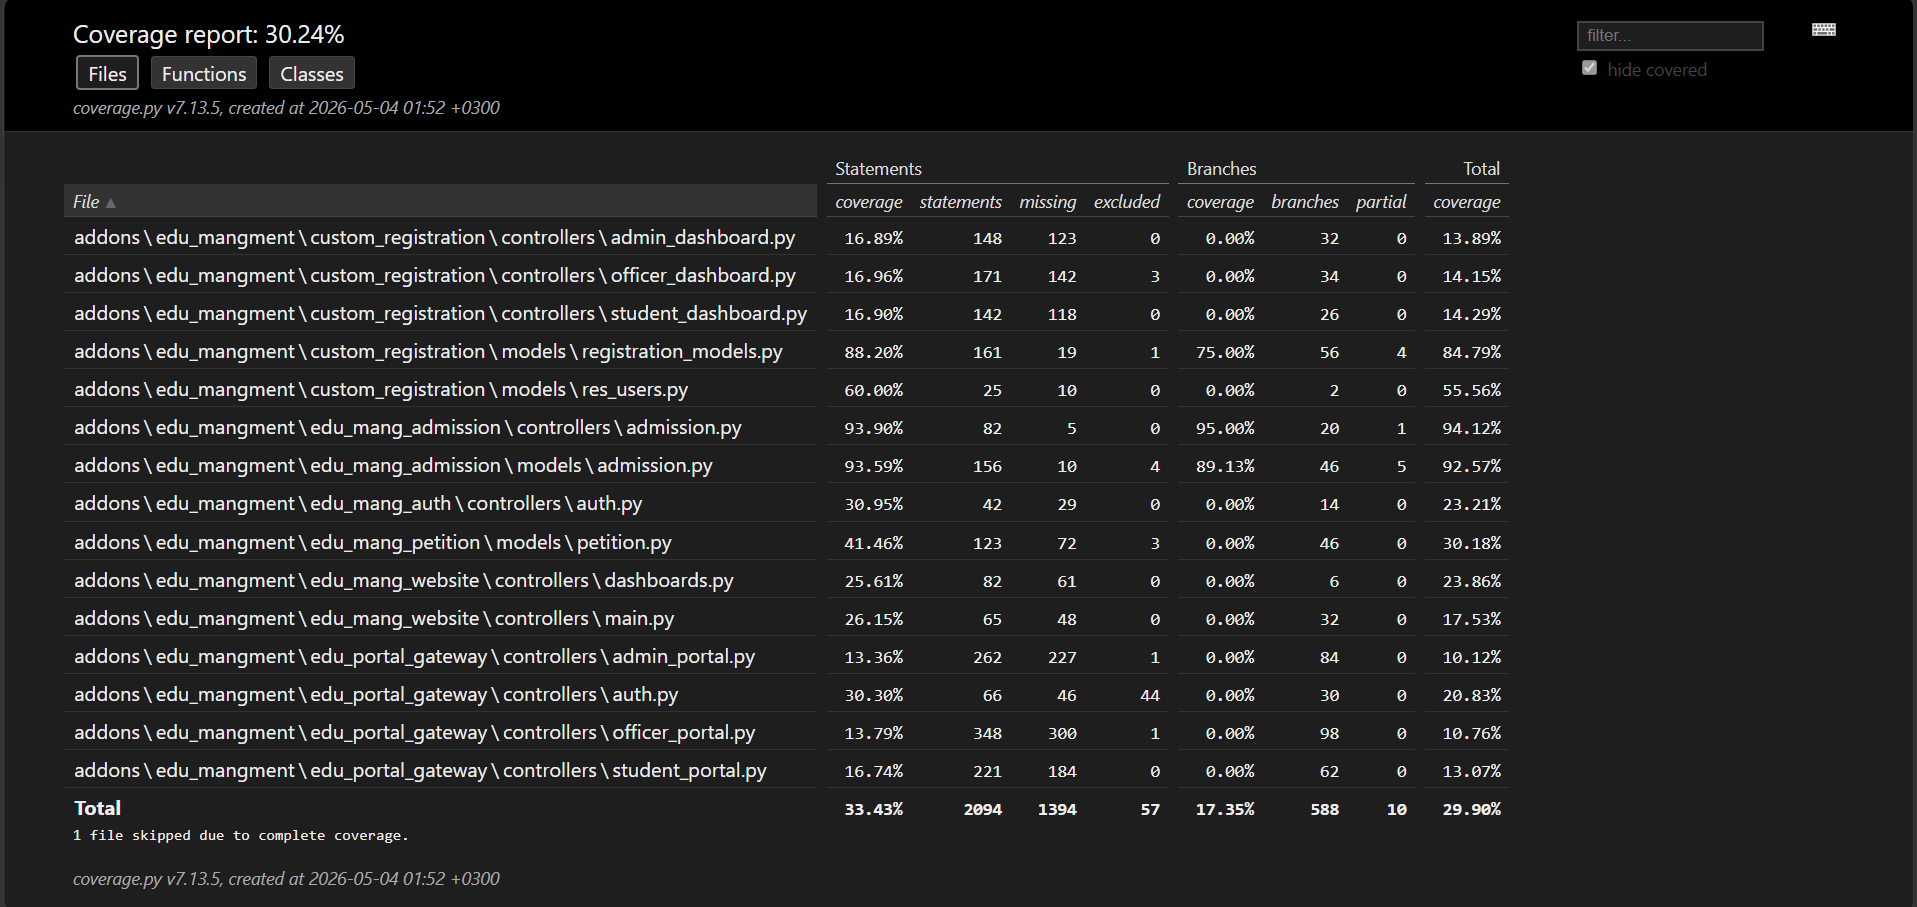 Coverage report: 30.24%
filter...
Files Functions Classes
hide covered
coverage.py v7.13.5, created at 2026-05-04 01:52 +0300
Statements Branches Total
File ▲ coverage statements missing excluded coverage branches partial coverage
addons \ edu_mangment \ custom_registration \ controllers \ admin_dashboard.py 16.89% 148 123 0 0.00% 32 0 13.89%
addons \ edu_mangment \ custom_registration \ controllers \ officer_dashboard.py 16.96% 171 142 3 0.00% 34 0 14.15%
addons \ edu_mangment \ custom_registration \ controllers \ student_dashboard.py 16.90% 142 118 0 0.00% 26 0 14.29%
addons \ edu_mangment \ custom_registration \ models \ registration_models.py 88.20% 161 19 1 75.00% 56 4 84.79%
addons \ edu_mangment \ custom_registration \ models \ res_users.py 60.00% 25 10 0 0.00% 2 0 55.56%
addons \ edu_mangment \ edu_mang_admission \ controllers \ admission.py 93.90% 82 5 0 95.00% 20 1 94.12%
addons \ edu_mangment \ edu_mang_admission \ models \ admission.py 93.59% 156 10 4 89.13% 46 5 92.57%
addons \ edu_mangment \ edu_mang_auth \ controllers \ auth.py 30.95% 42 29 0 0.00% 14 0 23.21%
addons \ edu_mangment \ edu_mang_petition \ models \ petition.py 41.46% 123 72 3 0.00% 46 0 30.18%
addons \ edu_mangment \ edu_mang_website \ controllers \ dashboards.py 25.61% 82 61 0 0.00% 6 0 23.86%
addons \ edu_mangment \ edu_mang_website \ controllers \ main.py 26.15% 65 48 0 0.00% 32 0 17.53%
addons \ edu_mangment \ edu_portal_gateway \ controllers \ admin_portal.py 13.36% 262 227 1 0.00% 84 0 10.12%
addons \ edu_mangment \ edu_portal_gateway \ controllers \ auth.py 30.30% 66 46 44 0.00% 30 0 20.83%
addons \ edu_mangment \ edu_portal_gateway \ controllers \ officer_portal.py 13.79% 348 300 1 0.00% 98 0 10.76%
addons \ edu_mangment \ edu_portal_gateway \ controllers \ student_portal.py 16.74% 221 184 0 0.00% 62 0 13.07%
Total 33.43% 2094 1394 57 17.35% 588 10 29.90%
1 file skipped due to complete coverage.
coverage.py v7.13.5, created at 2026-05-04 01:52 +0300